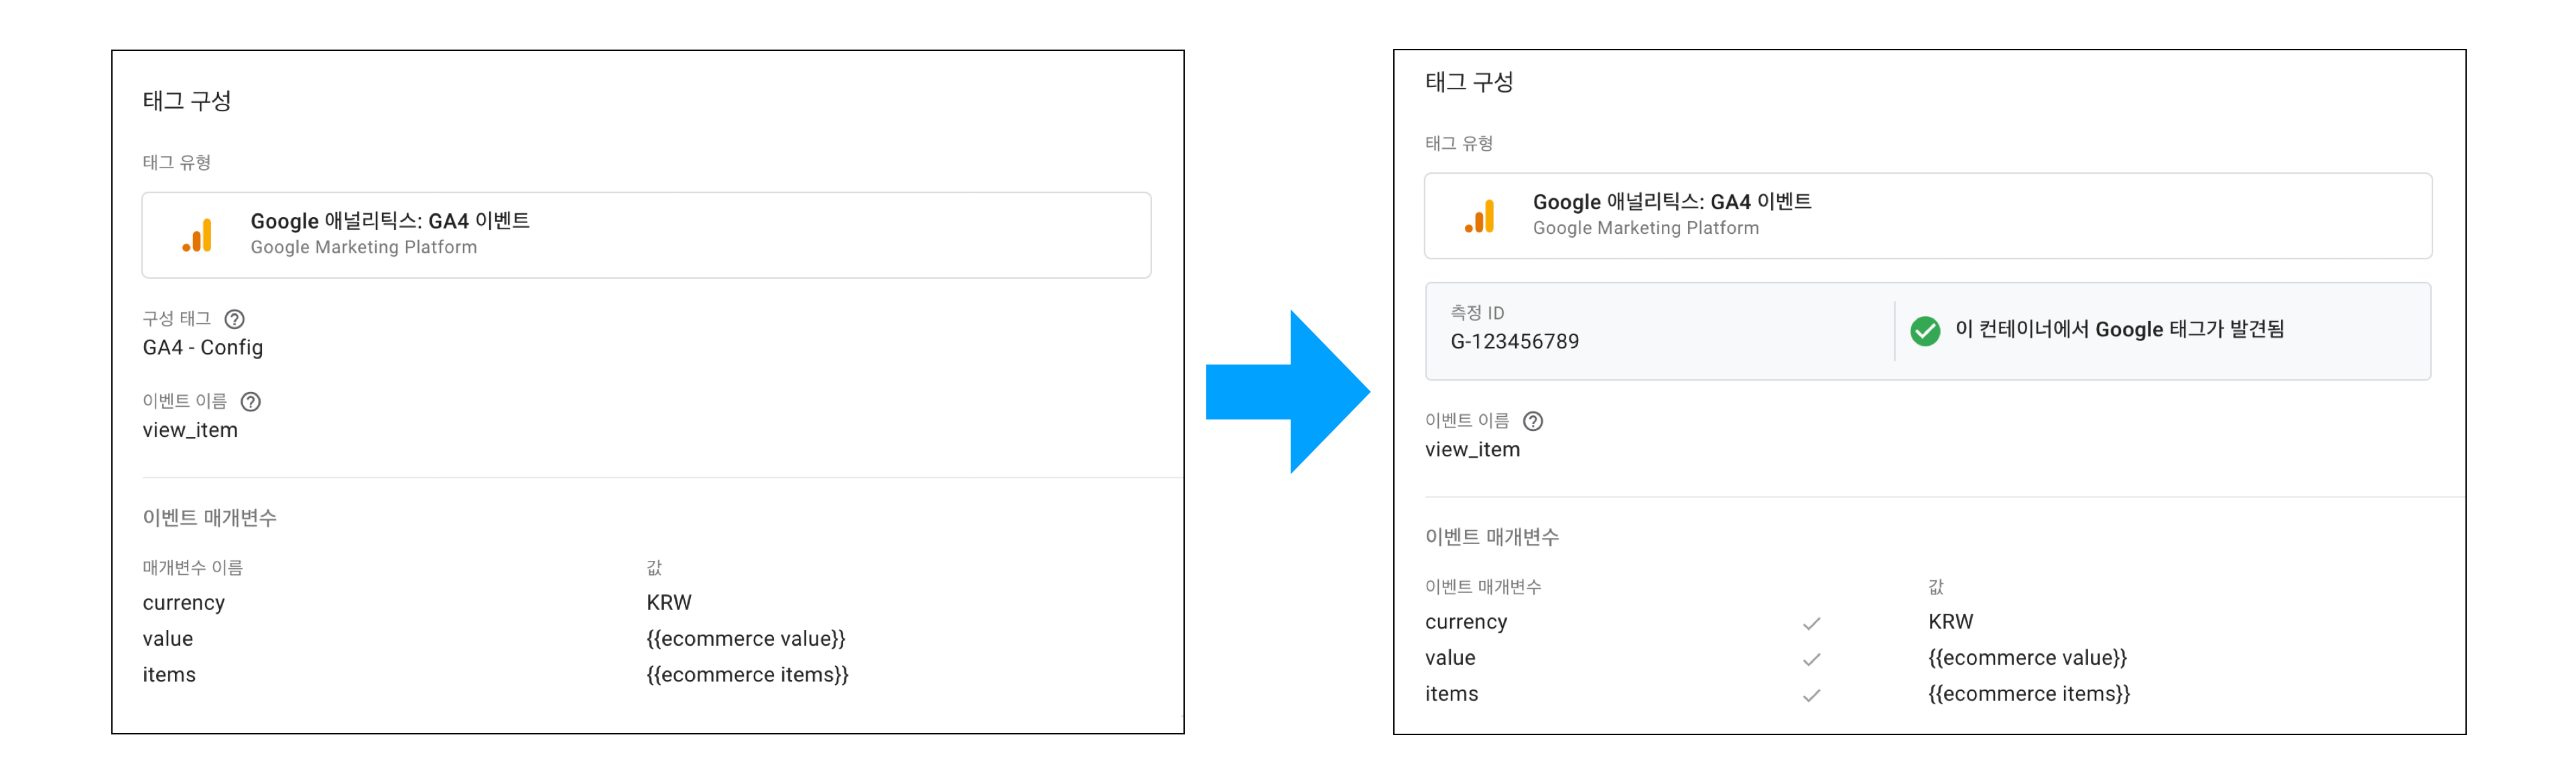 태그 구성
태그 유형
Google 애널리틱스: GA4 이벤트
Google Marketing Platform
구성 태그
GA4 - Config
이벤트 이름
view_item
이벤트 매개변수
매개변수 이름 값
currency KRW
value {{ecommerce value}}
items {{ecommerce items}}
태그 구성
태그 유형
Google 애널리틱스: GA4 이벤트
Google Marketing Platform
측정 ID
G-123456789
이 컨테이너에서 Google 태그가 발견됨
이벤트 이름
view_item
이벤트 매개변수
이벤트 매개변수 값
currency KRW
value {{ecommerce value}}
items {{ecommerce items}}